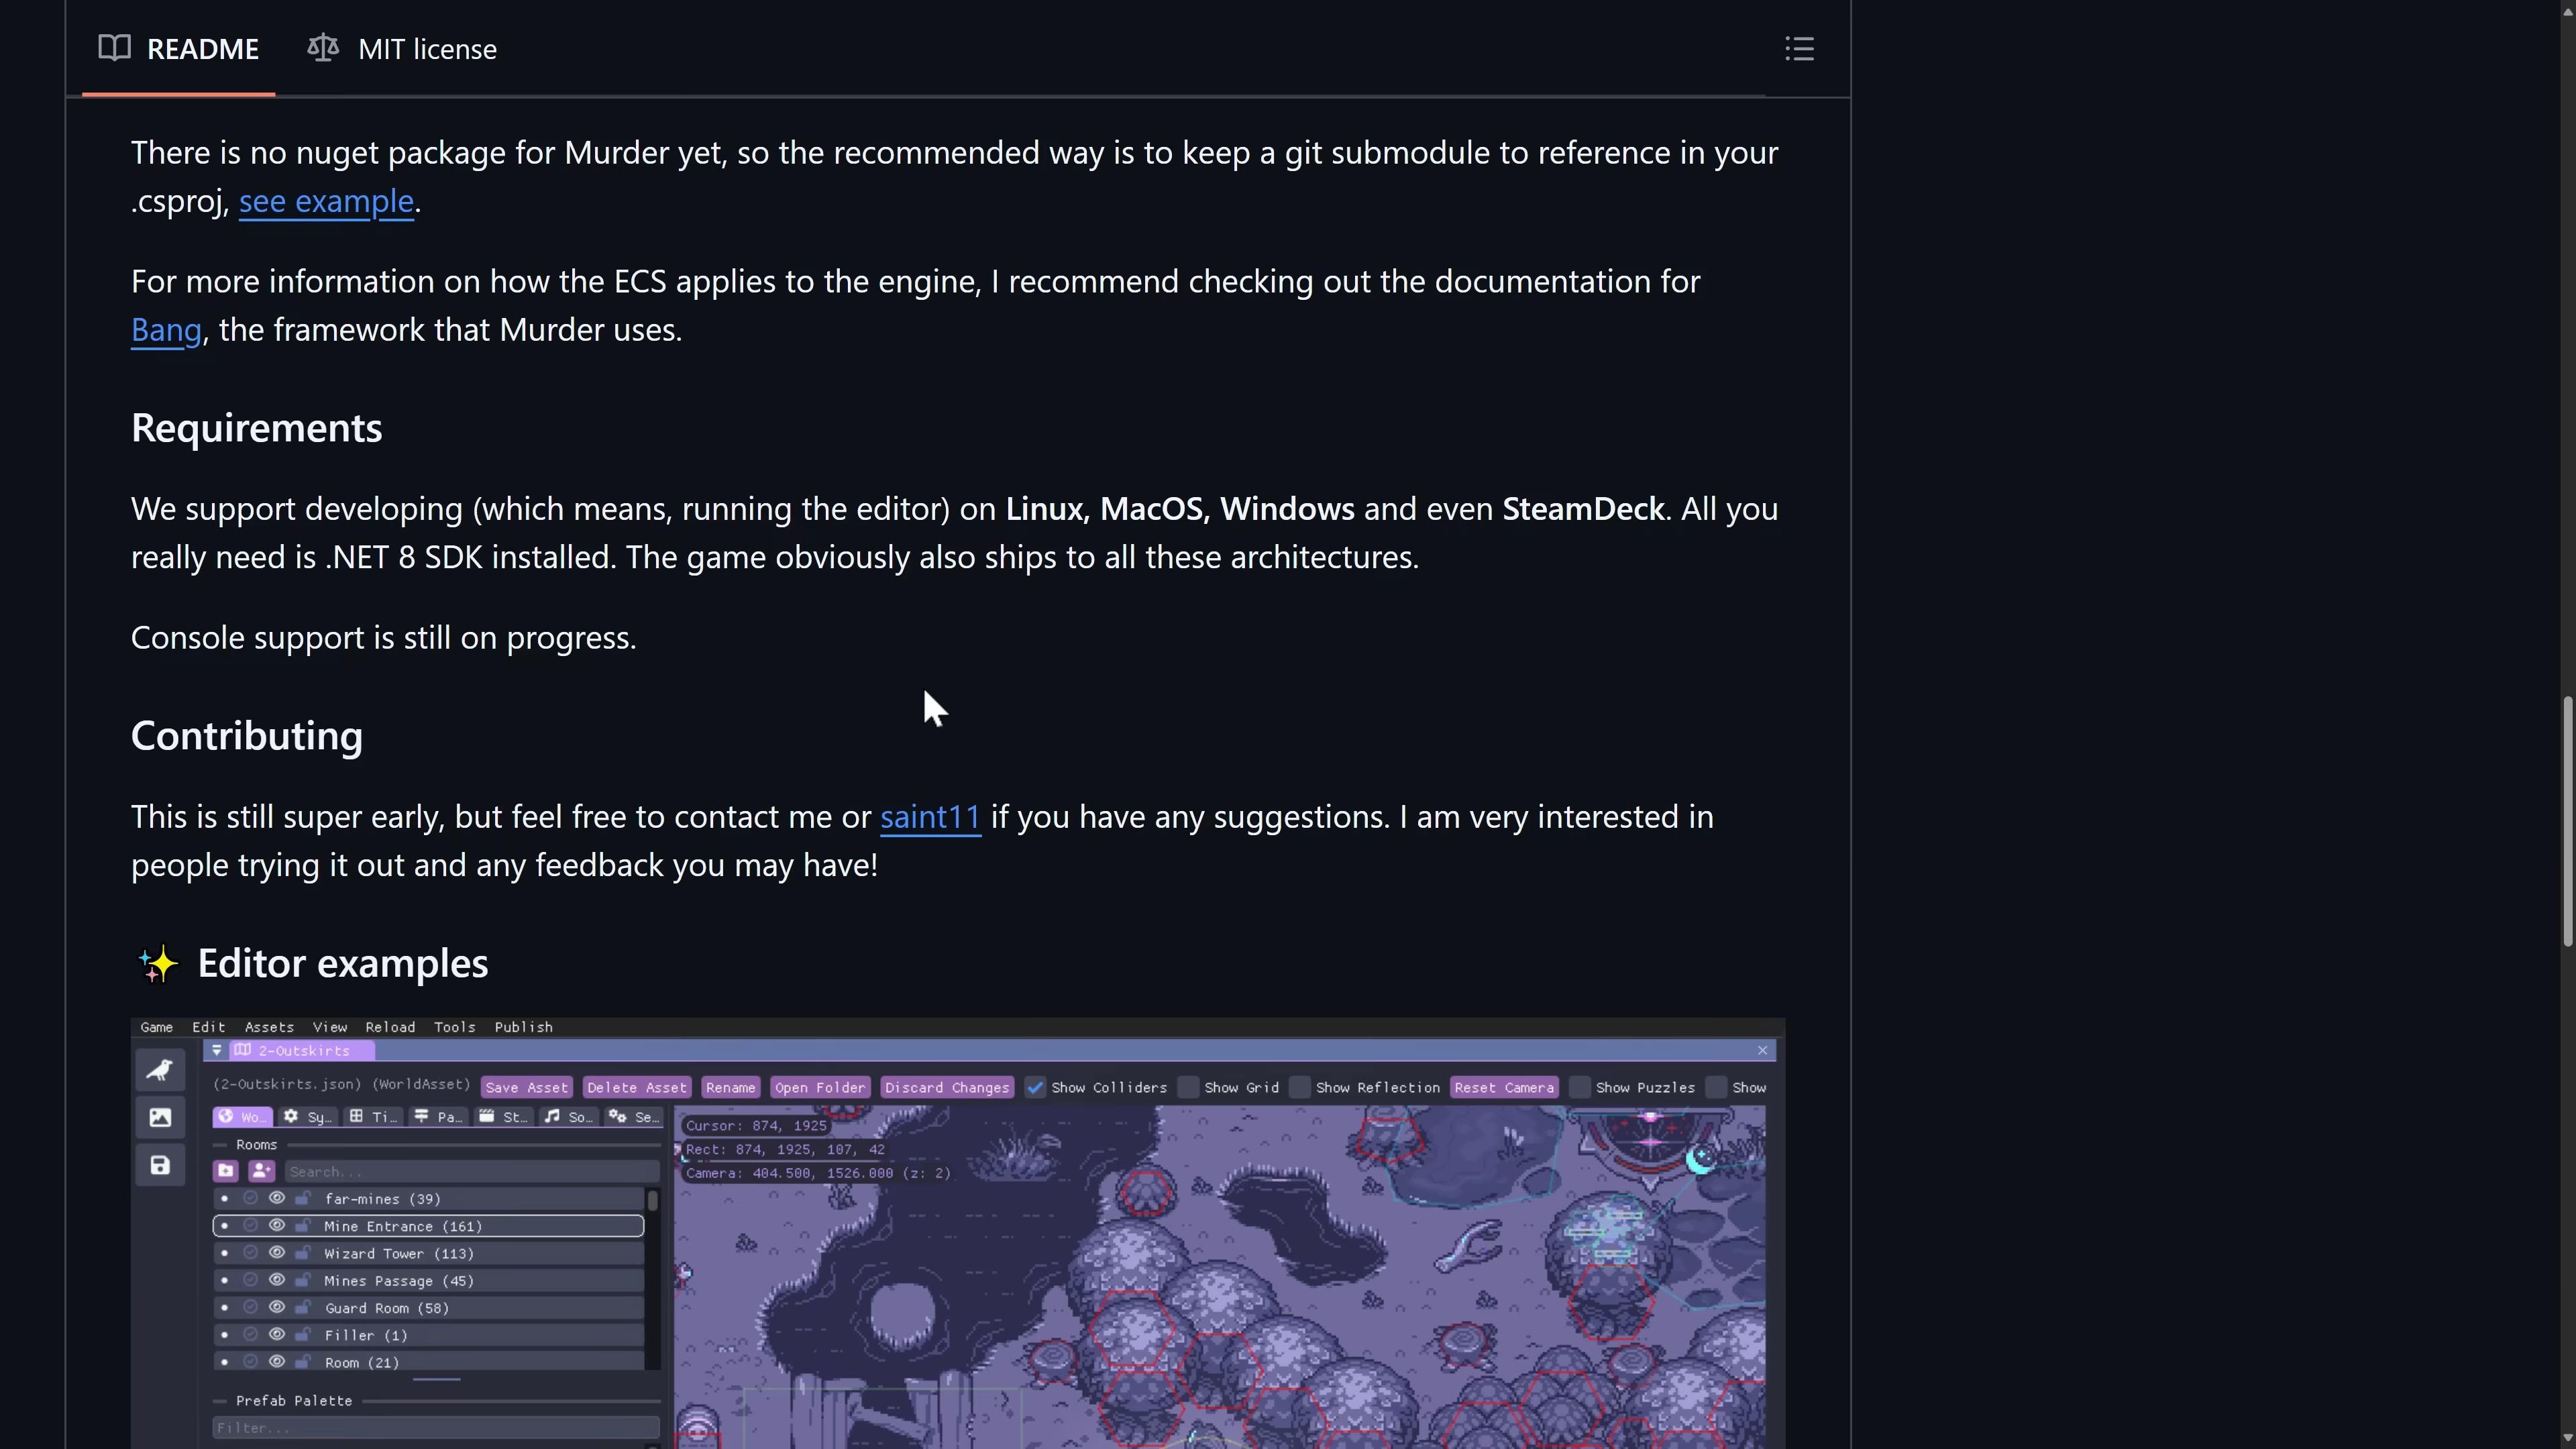 README
MIT license
There is no nuget package for Murder yet, so the recommended way is to keep a git submodule to reference in your
.csproj, see example.
For more information on how the ECS applies to the engine, I recommend checking out the documentation for
Bang, the framework that Murder uses.
Requirements
We support developing (which means, running the editor) on Linux, MacOS, Windows and even SteamDeck. All you
really need is .NET 8 SDK installed. The game obviously also ships to all these architectures.
Console support is still on progress.
Contributing
This is still super early, but feel free to contact me or saint11 if you have any suggestions. I am very interested in
people trying it out and any feedback you may have!
✨ Editor examples
Game Edit Assets View Reload Tools Publish
2-Outskirts
(2-Outskirts.json) (WorldAsset) Save Asset Delete Asset Rename Open Folder Discard Changes Show Colliders Show Grid Show Reflection Reset Camera Show Puzzles Show
Wo… Sy… Ti… Pa… St… So… Se…
Cursor: 874, 1925
Rooms
Rect: 874, 1925, 107, 42
Search...
Camera: 404.500, 1526.000 (z: 2)
far-mines (39)
Mine Entrance (161)
Wizard Tower (113)
Mines Passage (45)
Guard Room (58)
Filler (1)
Room (21)
Prefab Palette
Filter...